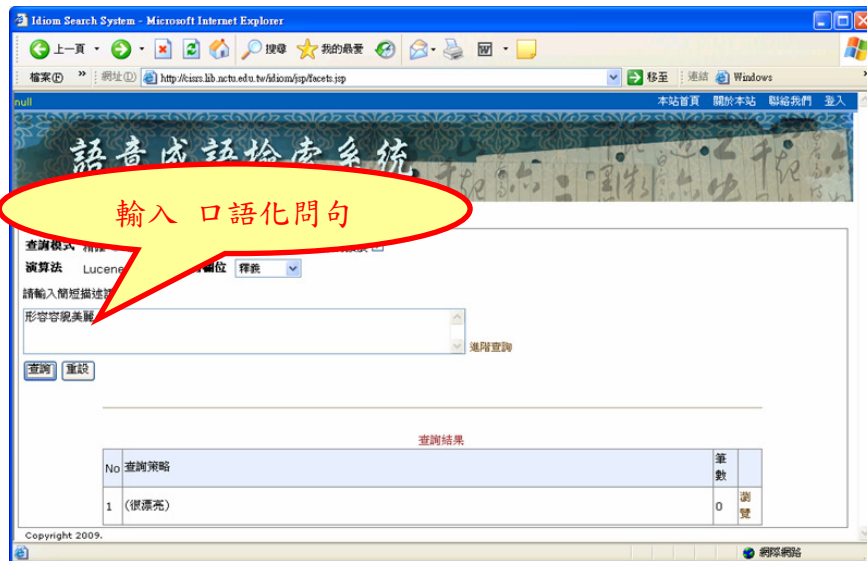 Idiom Search System - Microsoft Internet Explorer
上一頁 搜尋 我的最愛
檔案(F) » 網址(D) http://cisrs.lib.nctu.edu.tw/idiom/jsp/facets.jsp 移至 連結 Windows »
null 本站首頁 關於本站 聯絡我們 登入
語音成語檢索系統
輸入 口語化問句
查詢模式
演算法 Lucene 欄位 釋義
請輸入簡短描述
形容容貌美麗
進階查詢
查詢 重設
查詢結果
No 查詢策略 筆數
1 (很漂亮) 0 瀏覽
Copyright 2009.
網際網路